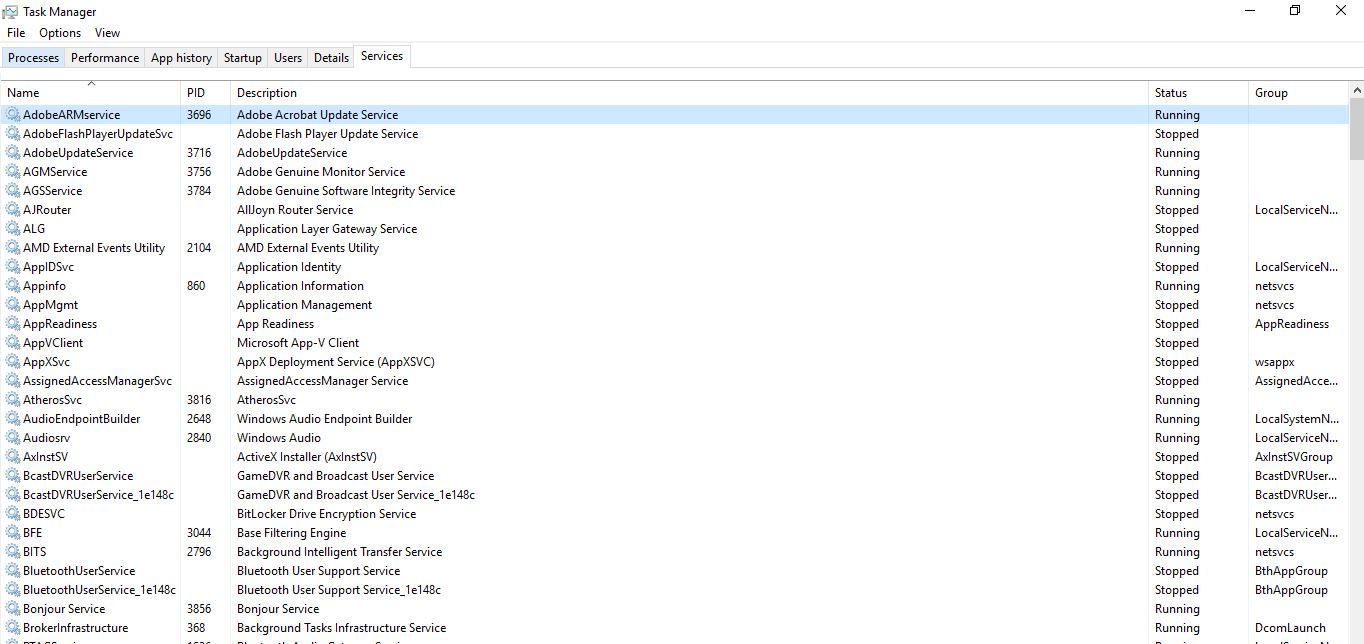 Task Manager
File Options View
Processes Performance App history Startup Users Details Services
Name PID Description Status Group
AdobeARMservice 3696 Adobe Acrobat Update Service Running
AdobeFlashPlayerUpdateSvc Adobe Flash Player Update Service Stopped
AdobeUpdateService 3716 AdobeUpdateService Running
AGMService 3756 Adobe Genuine Monitor Service Running
AGSService 3784 Adobe Genuine Software Integrity Service Running
AJRouter AllJoyn Router Service Stopped LocalServiceN...
ALG Application Layer Gateway Service Stopped
AMD External Events Utility 2104 AMD External Events Utility Running
AppIDSvc Application Identity Stopped LocalServiceN...
Appinfo 860 Application Information Running netsvcs
AppMgmt Application Management Stopped netsvcs
AppReadiness App Readiness Stopped AppReadiness
AppVClient Microsoft App-V Client Stopped
AppXSvc AppX Deployment Service (AppXSVC) Stopped wsappx
AssignedAccessManagerSvc AssignedAccessManager Service Stopped AssignedAcce...
AtherosSvc 3816 AtherosSvc Running
AudioEndpointBuilder 2648 Windows Audio Endpoint Builder Running LocalSystemN...
Audiosrv 2840 Windows Audio Running LocalServiceN...
AxInstSV ActiveX Installer (AxInstSV) Stopped AxInstSVGroup
BcastDVRUserService GameDVR and Broadcast User Service Stopped BcastDVRUser...
BcastDVRUserService_1e148c GameDVR and Broadcast User Service_1e148c Stopped BcastDVRUser...
BDESVC BitLocker Drive Encryption Service Stopped netsvcs
BFE 3044 Base Filtering Engine Running LocalServiceN...
BITS 2796 Background Intelligent Transfer Service Running netsvcs
BluetoothUserService Bluetooth User Support Service Stopped BthAppGroup
BluetoothUserService_1e148c Bluetooth User Support Service_1e148c Stopped BthAppGroup
Bonjour Service 3856 Bonjour Service Running
BrokerInfrastructure 368 Background Tasks Infrastructure Service Running DcomLaunch